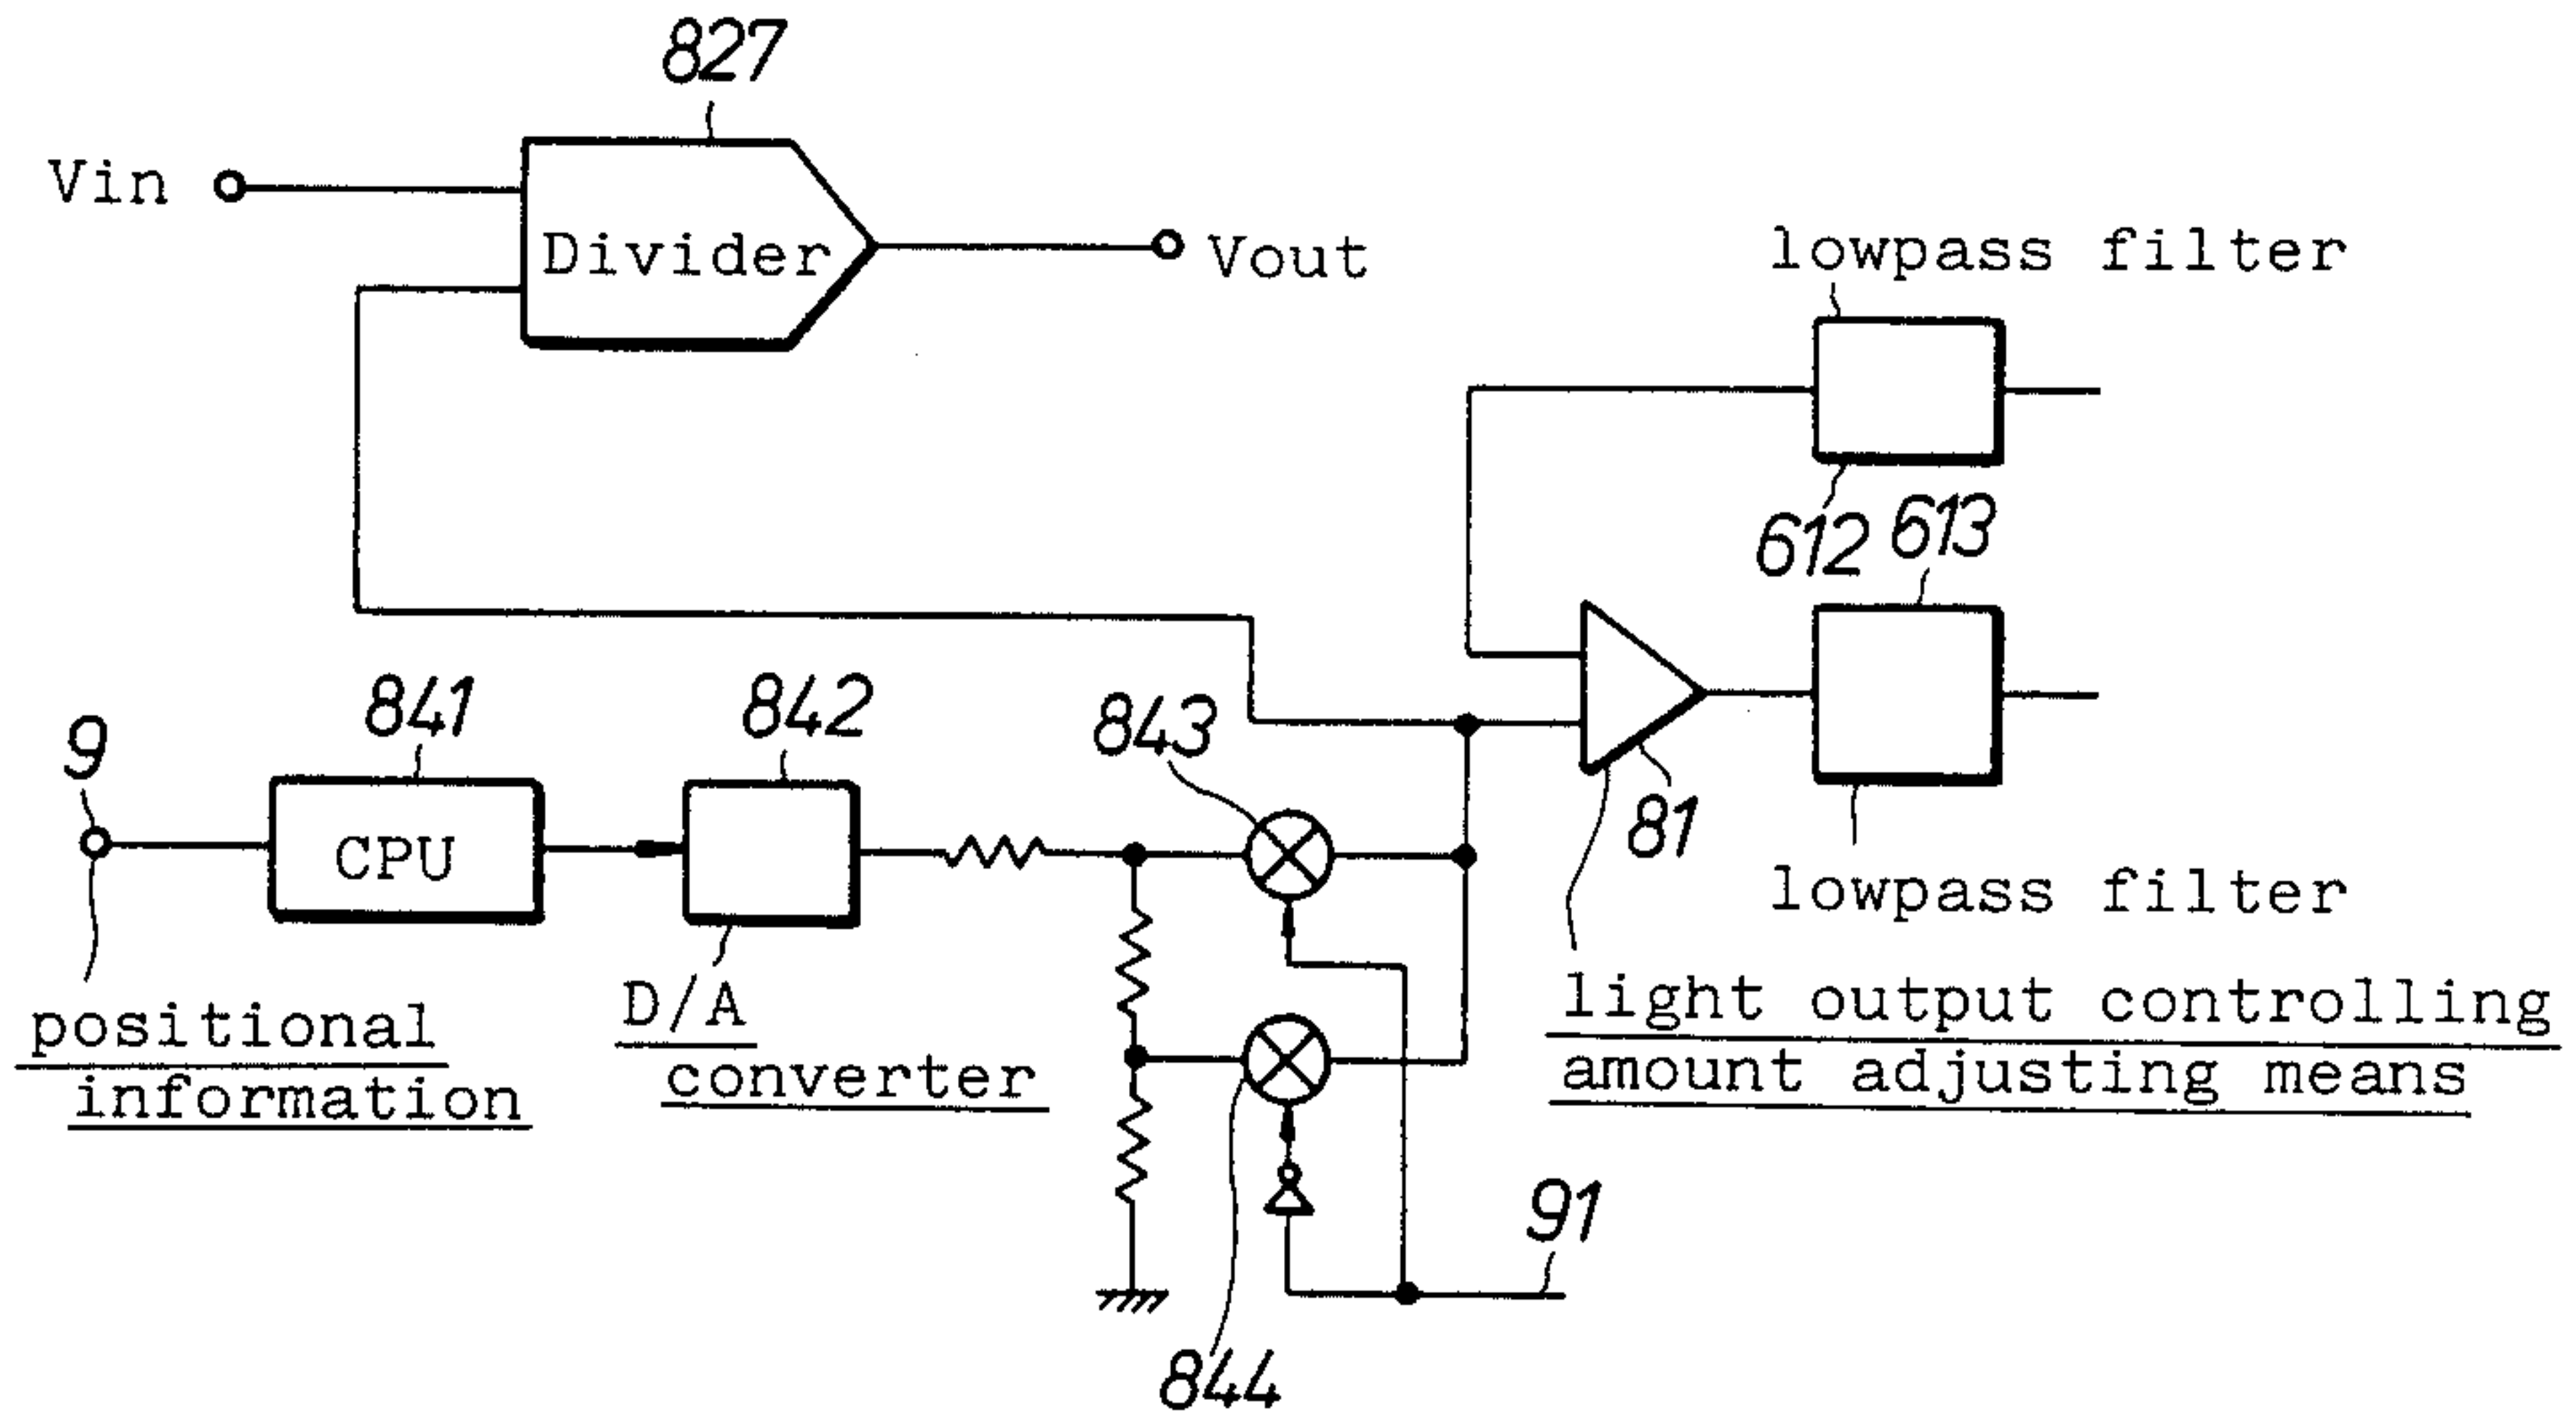 827
Vin
Divider
Vout
lowpass filter
612
613
841
842
843
9
81
CPU
lowpass filter
positional
information
D/A
converter
light output controlling
amount adjusting means
91
844